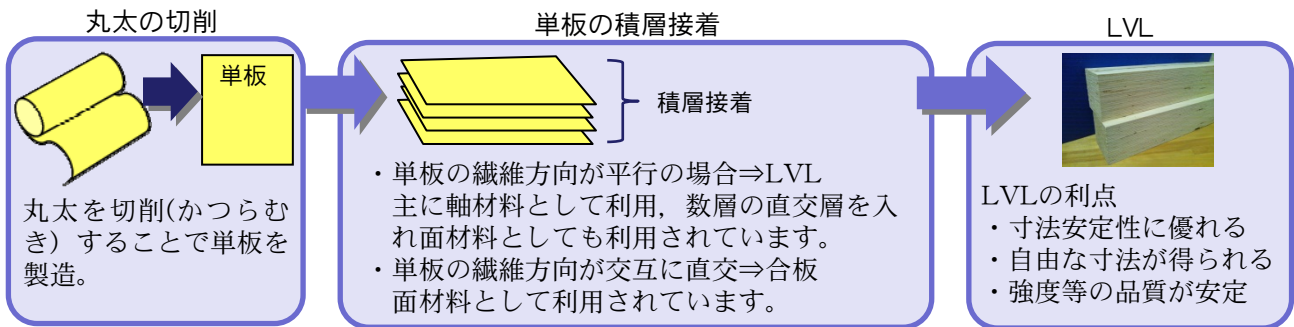 丸太の切削
単板
丸太を切削(かつらむ
き）することで単板を
製造。
単板の積層接着
積層接着
・単板の繊維方向が平行の場合⇒LVL
主に軸材料として利用，数層の直交層を入
れ面材料としても利用されています。
・単板の繊維方向が交互に直交⇒合板
面材料として利用されています。
LVL
LVLの利点
・寸法安定性に優れる
・自由な寸法が得られる
・強度等の品質が安定